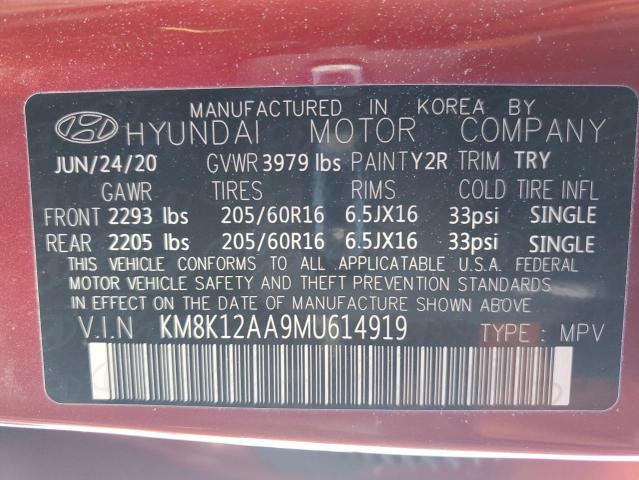 MANUFACTURED IN KOREA BY
HYUNDAI MOTOR COMPANY
JUN/24/20 GVWR 3979 lbs PAINT Y2R TRIM TRY
GAWR TIRES RIMS COLD TIRE INFL
FRONT 2293 lbs 205/60R16 6.5JX16 33psi SINGLE
REAR 2205 lbs 205/60R16 6.5JX16 33psi SINGLE
THIS VEHICLE CONFORMS TO ALL APPLICABLE U.S.A. FEDERAL
MOTOR VEHICLE SAFETY AND THEFT PREVENTION STANDARDS
IN EFFECT ON THE DATE OF MANUFACTURE SHOWN ABOVE.
V.I.N KM8K12AA9MU614919 TYPE : MPV